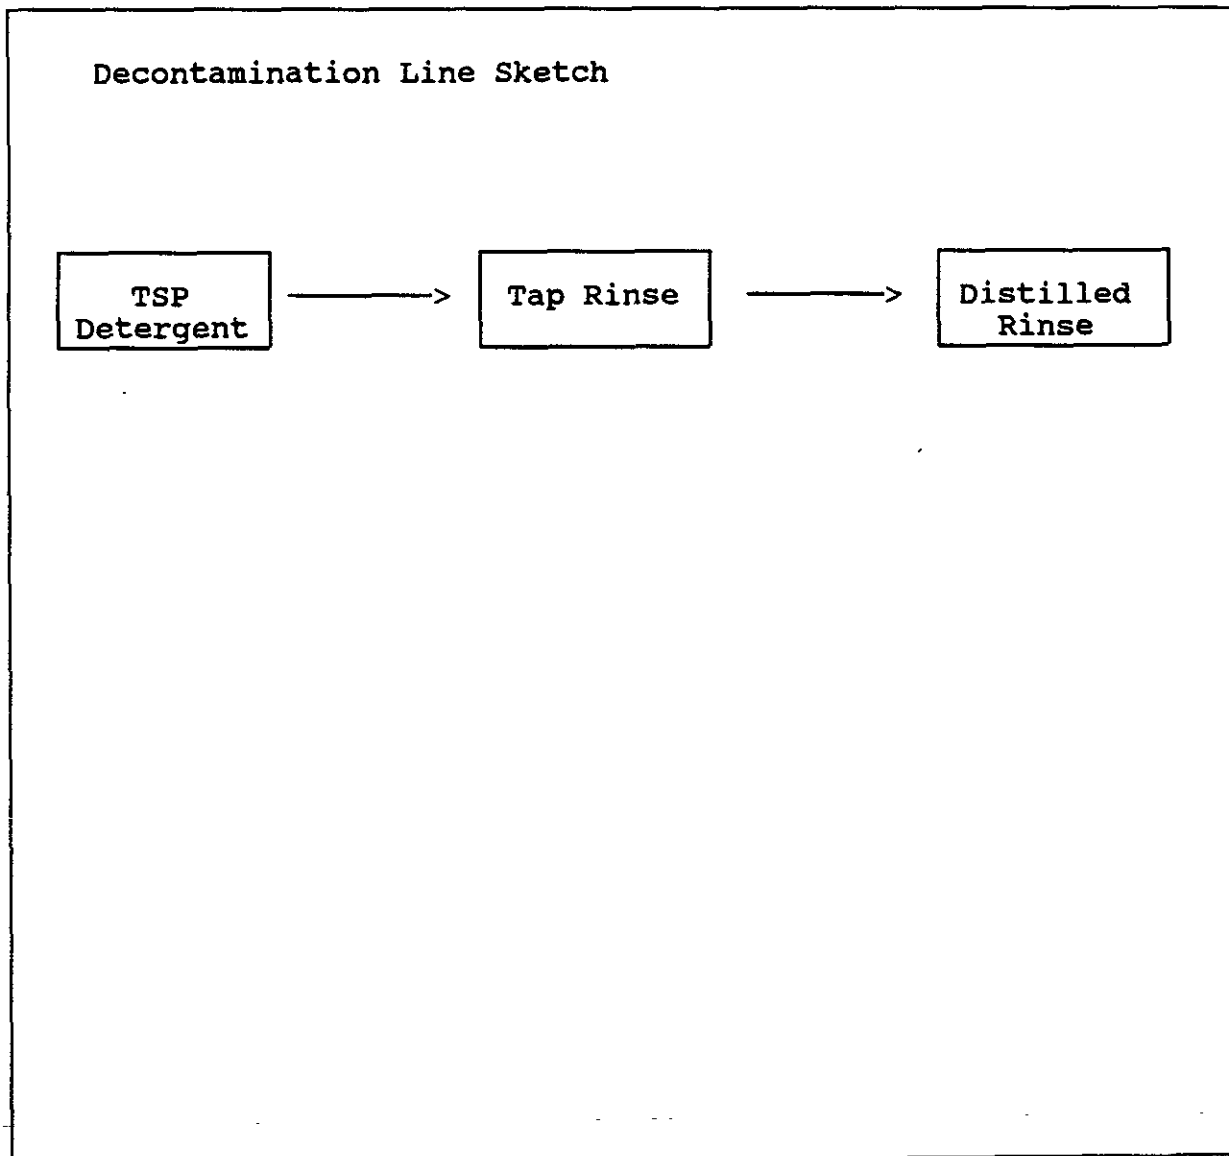 Decontamination Line Sketch
TSP
Detergent
Tap Rinse
Distilled
Rinse